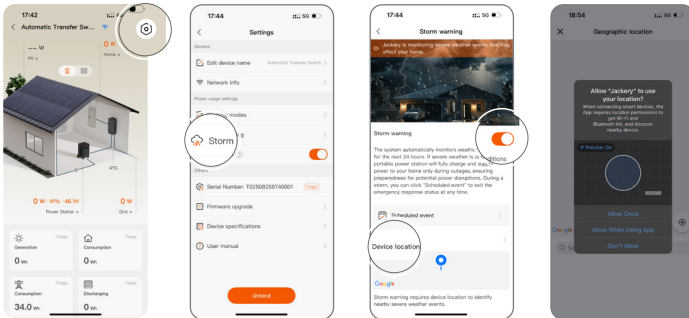 17:42
Automatic Transfer Sw...
-- W
PV >
0 W
Home >
ATS
0 W · 41% · 46.1H
Power Station >
0 W
Grid >
Today
Generation
0 Wh
Today
Consumption
0 Wh
Today
Consumption
34.0 Wh
Today
Discharging
0 Wh
17:44
5G
Settings
General
Edit device name
Automatic Transfer Switch >
Network info
Power usage settings
modes
Storm
g
Others
Serial Number: T02508258740001
Copy
Firmware upgrade
Device specifications
User manual
Unbind
17:44
5G
Storm warning
Jackery is monitoring severe weather events that may
affect your home.
Storm warning
The system automatically monitors weath
ditions
for the next 24 hours. If severe weather is
portable power station will fully charge and supp
power to your home only during outages, ensuring
preparedness for potential power disruptions. During a
storm, you can click "Scheduled event" to exit the
emergency response status at any time.
Scheduled event
Device location
Google
Storm warning requires device location to identify
nearby severe weather events.
18:54
5G
Geographic location
Allow "Jackery" to use
your location?
When connecting smart devices, the
App requires location permissions to
get Wi-Fi and
Bluetooth list, and discover
nearby device.
Precise: On
Allow Once
Allow While Using App
Don't Allow
Google